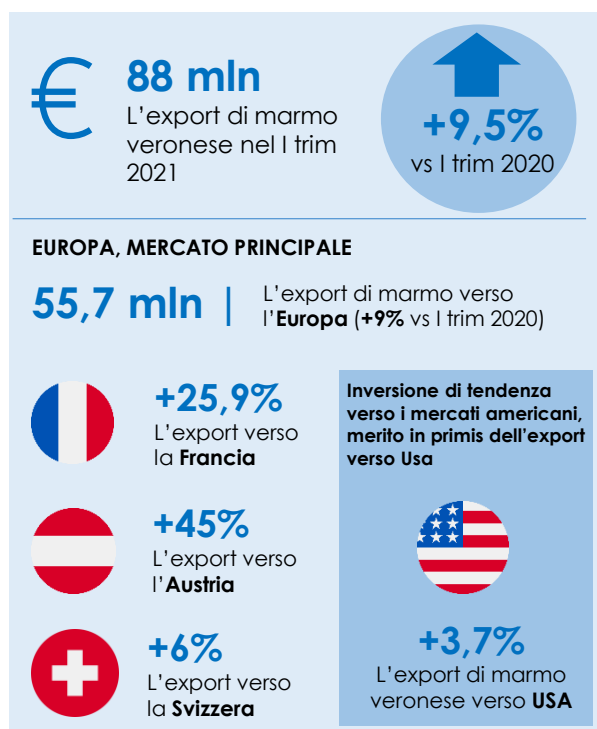 €
88 mln
L'export di marmo
veronese nel I trim
2021
+9,5%
vs I trim 2020
EUROPA, MERCATO PRINCIPALE
55,7 mln |
L'export di marmo verso
l'Europa (+9% vs I trim 2020)
+25,9%
L'export verso
la Francia
+45%
L'export verso
l'Austria
+6%
L'export verso
la Svizzera
Inversione di tendenza
verso i mercati americani,
merito in primis dell'export
verso Usa
+3,7%
L'export di marmo
veronese verso USA